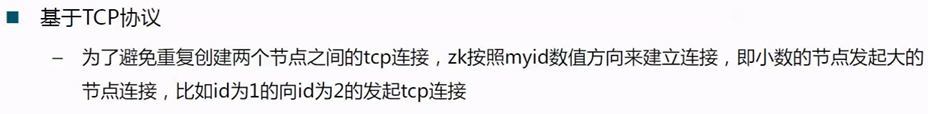 基于TCP协议
– 为了避免重复创建两个节点之间的tcp连接，zk按照myid数值方向来建立连接，即小数的节点发起大的
节点连接，比如id为1的向id为2的发起tcp连接